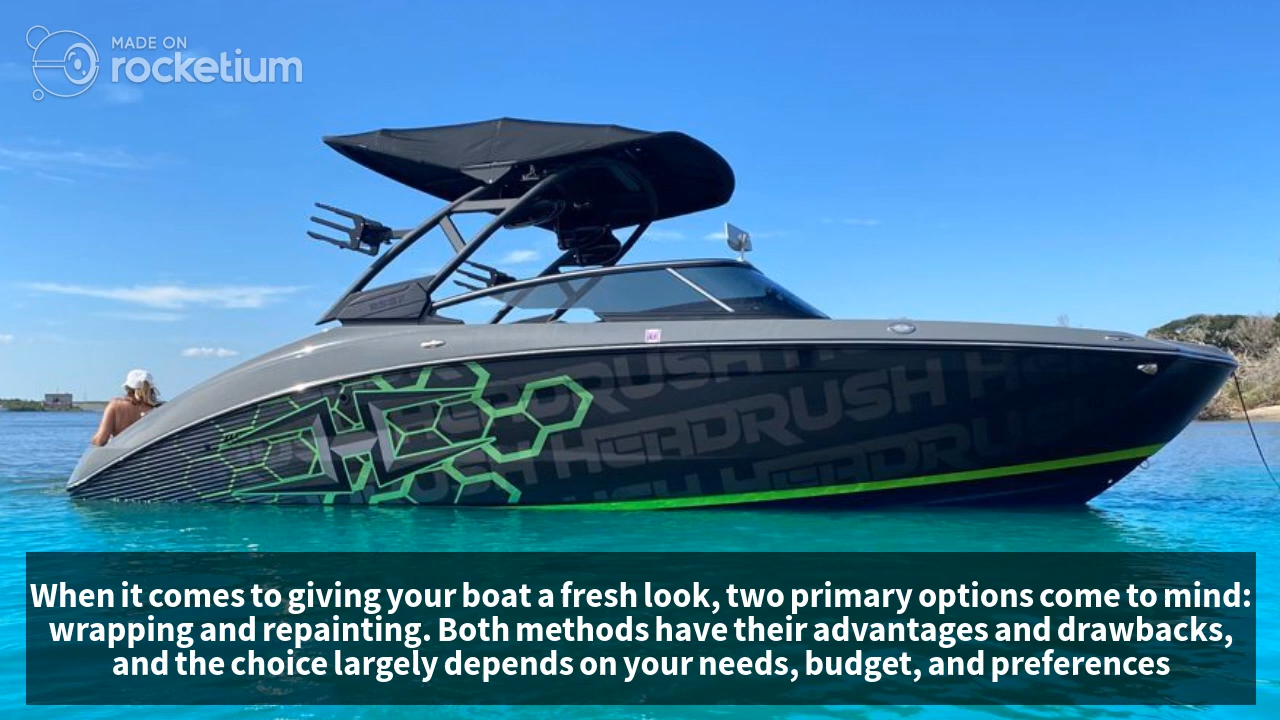 MADE ON
rocketium
HEADRUSH
HEADRUSH
When it comes to giving your boat a fresh look, two primary options come to mind:
wrapping and repainting. Both methods have their advantages and drawbacks,
and the choice largely depends on your needs, budget, and preferences